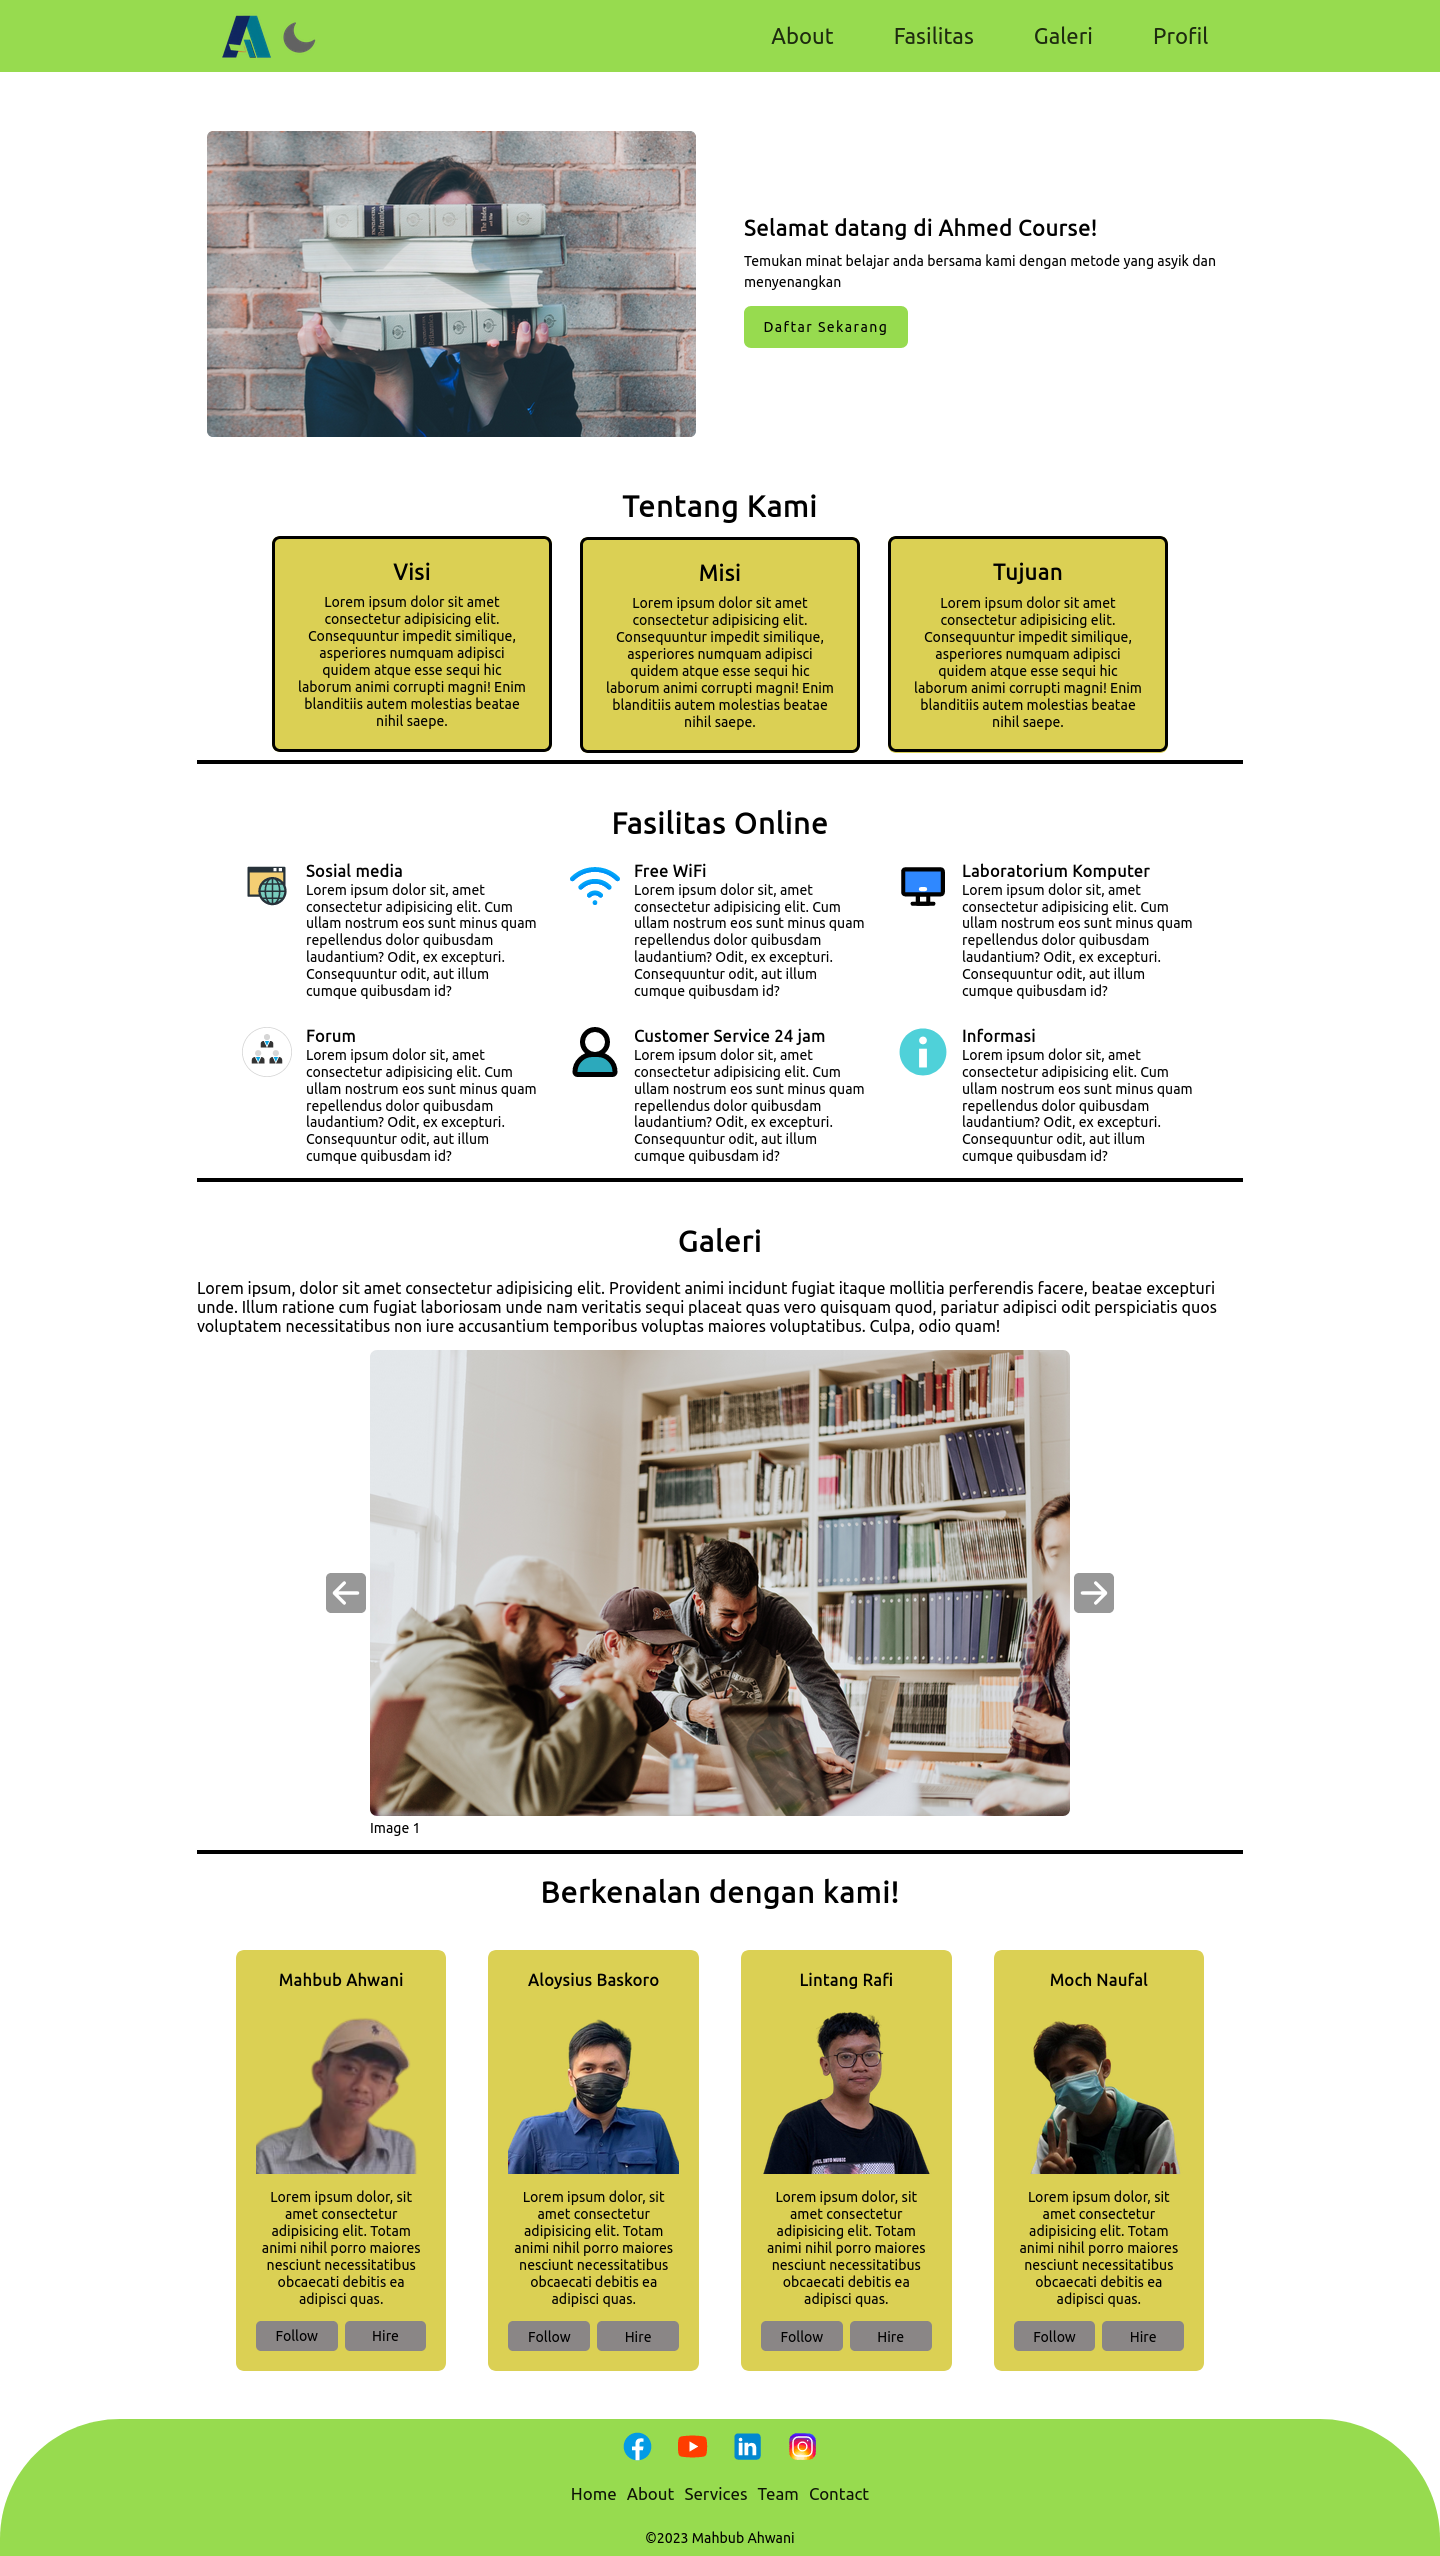 About Fasilitas Galeri Profil
Selamat datang di Ahmed Course!
Temukan minat belajar anda bersama kami dengan metode yang asyik dan
menyenangkan
Daftar Sekarang
Tentang Kami
Visi
Lorem ipsum dolor sit amet
consectetur adipisicing elit.
Consequuntur impedit similique,
asperiores numquam adipisci
quidem atque esse sequi hic
laborum animi corrupti magni! Enim
blanditiis autem molestias beatae
nihil saepe.
Misi
Lorem ipsum dolor sit amet
consectetur adipisicing elit.
Consequuntur impedit similique,
asperiores numquam adipisci
quidem atque esse sequi hic
laborum animi corrupti magni! Enim
blanditiis autem molestias beatae
nihil saepe.
Tujuan
Lorem ipsum dolor sit amet
consectetur adipisicing elit.
Consequuntur impedit similique,
asperiores numquam adipisci
quidem atque esse sequi hic
laborum animi corrupti magni! Enim
blanditiis autem molestias beatae
nihil saepe.
Fasilitas Online
Sosial media
Lorem ipsum dolor sit, amet
consectetur adipisicing elit. Cum
ullam nostrum eos sunt minus quam
repellendus dolor quibusdam
laudantium? Odit, ex excepturi.
Consequuntur odit, aut illum
cumque quibusdam id?
Free WiFi
Lorem ipsum dolor sit, amet
consectetur adipisicing elit. Cum
ullam nostrum eos sunt minus quam
repellendus dolor quibusdam
laudantium? Odit, ex excepturi.
Consequuntur odit, aut illum
cumque quibusdam id?
Laboratorium Komputer
Lorem ipsum dolor sit, amet
consectetur adipisicing elit. Cum
ullam nostrum eos sunt minus quam
repellendus dolor quibusdam
laudantium? Odit, ex excepturi.
Consequuntur odit, aut illum
cumque quibusdam id?
Forum
Lorem ipsum dolor sit, amet
consectetur adipisicing elit. Cum
ullam nostrum eos sunt minus quam
repellendus dolor quibusdam
laudantium? Odit, ex excepturi.
Consequuntur odit, aut illum
cumque quibusdam id?
Customer Service 24 jam
Lorem ipsum dolor sit, amet
consectetur adipisicing elit. Cum
ullam nostrum eos sunt minus quam
repellendus dolor quibusdam
laudantium? Odit, ex excepturi.
Consequuntur odit, aut illum
cumque quibusdam id?
Informasi
Lorem ipsum dolor sit, amet
consectetur adipisicing elit. Cum
ullam nostrum eos sunt minus quam
repellendus dolor quibusdam
laudantium? Odit, ex excepturi.
Consequuntur odit, aut illum
cumque quibusdam id?
Galeri
Lorem ipsum, dolor sit amet consectetur adipisicing elit. Provident animi incidunt fugiat itaque mollitia perferendis facere, beatae excepturi
unde. Illum ratione cum fugiat laboriosam unde nam veritatis sequi placeat quas vero quisquam quod, pariatur adipisci odit perspiciatis quos
voluptatem necessitatibus non iure accusantium temporibus voluptas maiores voluptatibus. Culpa, odio quam!
Image 1
Berkenalan dengan kami!
Mahbub Ahwani
Lorem ipsum dolor, sit
amet consectetur
adipisicing elit. Totam
animi nihil porro maiores
nesciunt necessitatibus
obcaecati debitis ea
adipisci quas.
Follow Hire
Aloysius Baskoro
Lorem ipsum dolor, sit
amet consectetur
adipisicing elit. Totam
animi nihil porro maiores
nesciunt necessitatibus
obcaecati debitis ea
adipisci quas.
Follow Hire
Lintang Rafi
Lorem ipsum dolor, sit
amet consectetur
adipisicing elit. Totam
animi nihil porro maiores
nesciunt necessitatibus
obcaecati debitis ea
adipisci quas.
Follow Hire
Moch Naufal
Lorem ipsum dolor, sit
amet consectetur
adipisicing elit. Totam
animi nihil porro maiores
nesciunt necessitatibus
obcaecati debitis ea
adipisci quas.
Follow Hire
Home About Services Team Contact
©2023 Mahbub Ahwani